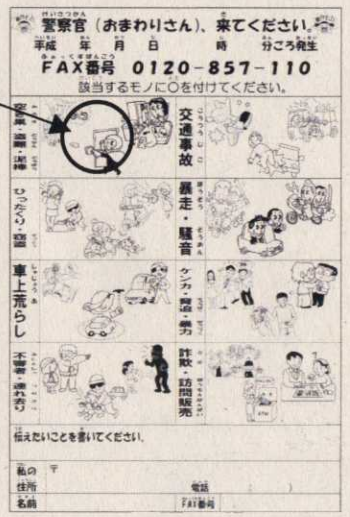 警察官（おまわりさん）、来てください。
平成　年　月　日　時　分ごろ発生
FAX番号 0120-857-110
該当するモノに○を付けてください。
空き巣・盗難・泥棒
交通事故
ひったくり・窃盗
暴走・騒音
車上荒らし
ケンカ・脅迫・暴力
不審者・連れ去り
詐欺・訪問販売
伝えたいことを書いてください。
私の　〒
住所　電話（　）
名前　FAX番号